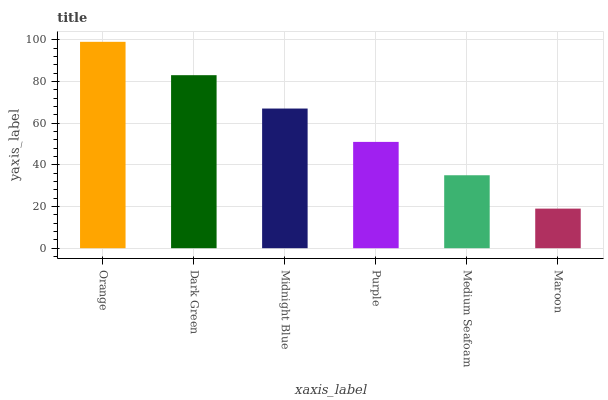 title
100
80
60
40
20
0
yaxis_label
Orange
Dark Green
Midnight Blue
Purple
Medium Seafoam
Maroon
xaxis_label